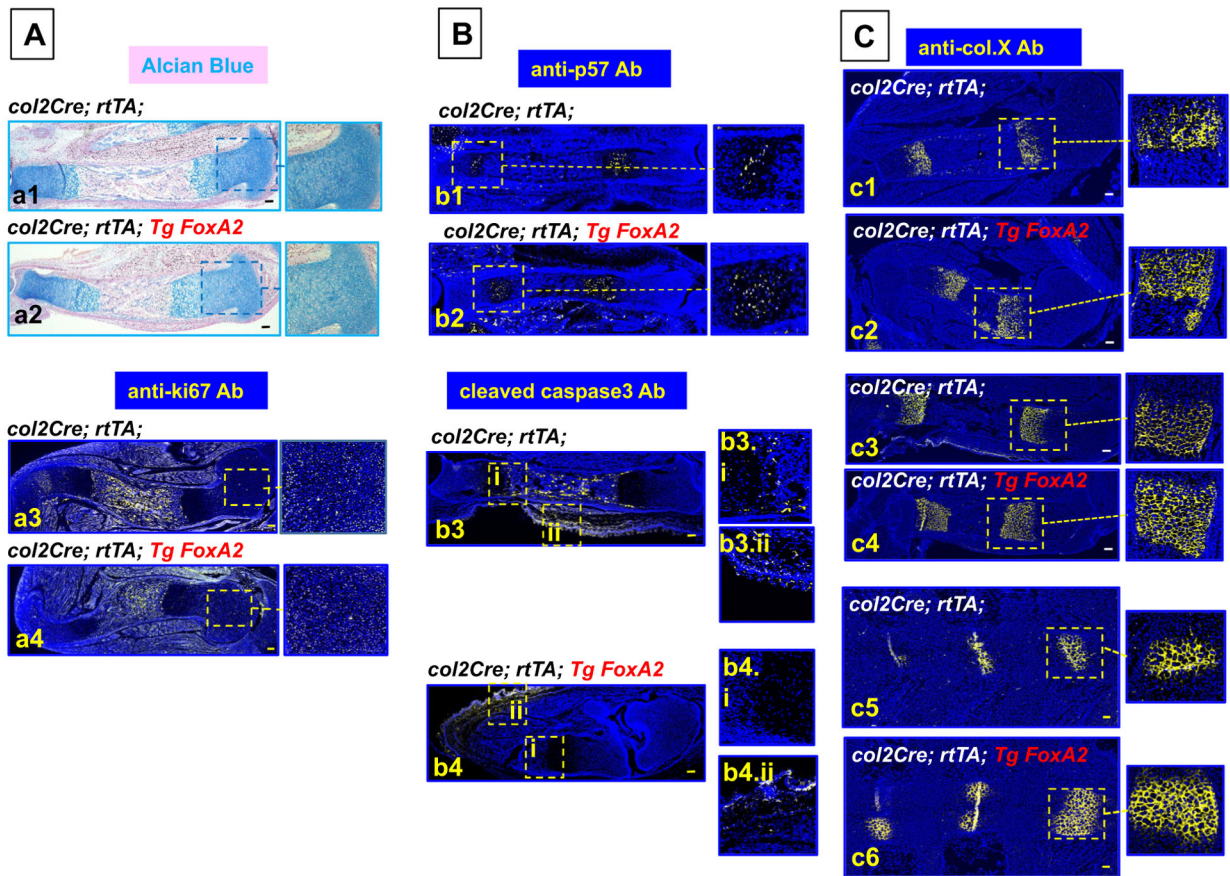 A
Alcian Blue
col2Cre; rtTA;
a1
col2Cre; rtTA; Tg FoxA2
a2
anti-ki67 Ab
col2Cre; rtTA;
a3
col2Cre; rtTA; Tg FoxA2
a4
B
anti-p57 Ab
col2Cre; rtTA;
b1
col2Cre; rtTA; Tg FoxA2
b2
cleaved caspase3 Ab
col2Cre; rtTA;
i
ii
b3
b3.
i
b3.ii
col2Cre; rtTA; Tg FoxA2
ii
i
b4
b4.
i
b4.ii
C
anti-col.X Ab
col2Cre; rtTA;
c1
col2Cre; rtTA; Tg FoxA2
c2
col2Cre; rtTA;
c3
col2Cre; rtTA; Tg FoxA2
c4
col2Cre; rtTA;
c5
col2Cre; rtTA; Tg FoxA2
c6